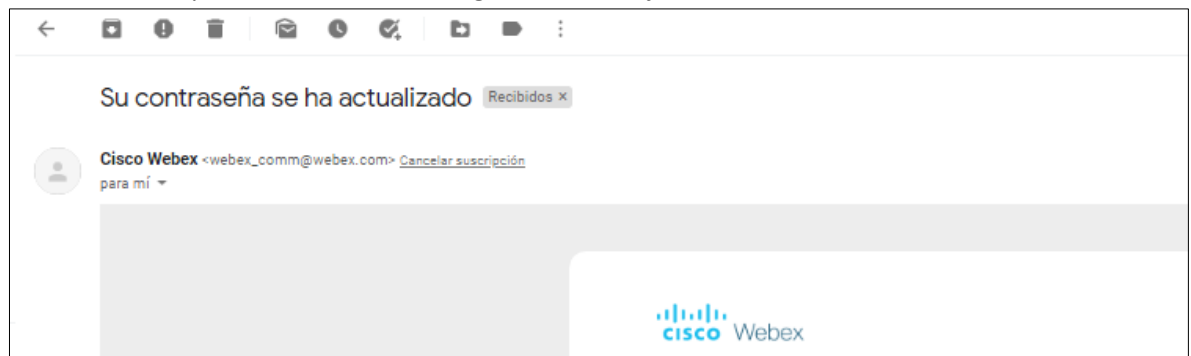 Su contraseña se ha actualizado Recibidos ×
Cisco Webex <webex_comm@webex.com> Cancelar suscripción
para mí
cisco Webex